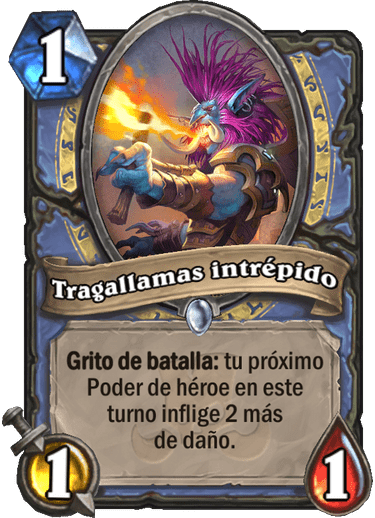 1
Tragallamas intrépido
Grito de batalla: tu próximo
Poder de héroe en este
turno inflige 2 más
de daño.
1 1